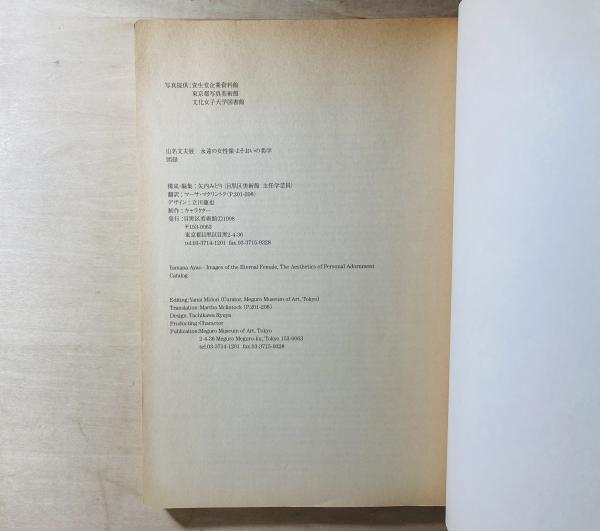 写真提供：資生堂企業資料館
東京都写真美術館
文化女子大学図書館
山名文夫展　永遠の女性像・よそおいの美学
図録
構成・編集：矢内みどり（目黒区美術館 主任学芸員）
翻訳：マーサ・マクリントク（P.201-208）
デザイン：立川竜也
制作：キャラクター
発行：目黒区美術館©1998
〒153-0063
東京都目黒区目黒2-4-36
tel.03-3714-1201 fax.03-3715-9328
Yamana Ayao - Images of the Eternal Female, The Aesthetics of Personal Adornment
Catalog
Editing:Yanai Midori (Curator, Meguro Museum of Art, Tokyo)
Translation:Martha Mclintock (P.201-208)
Design:Tachikawa Ryuya
Producting:Character
Publication:Meguro Museum of Art, Tokyo
2-4-36 Meguro Meguro-ku, Tokyo 153-0063
tel.03-3714-1201 fax.03-3715-9328